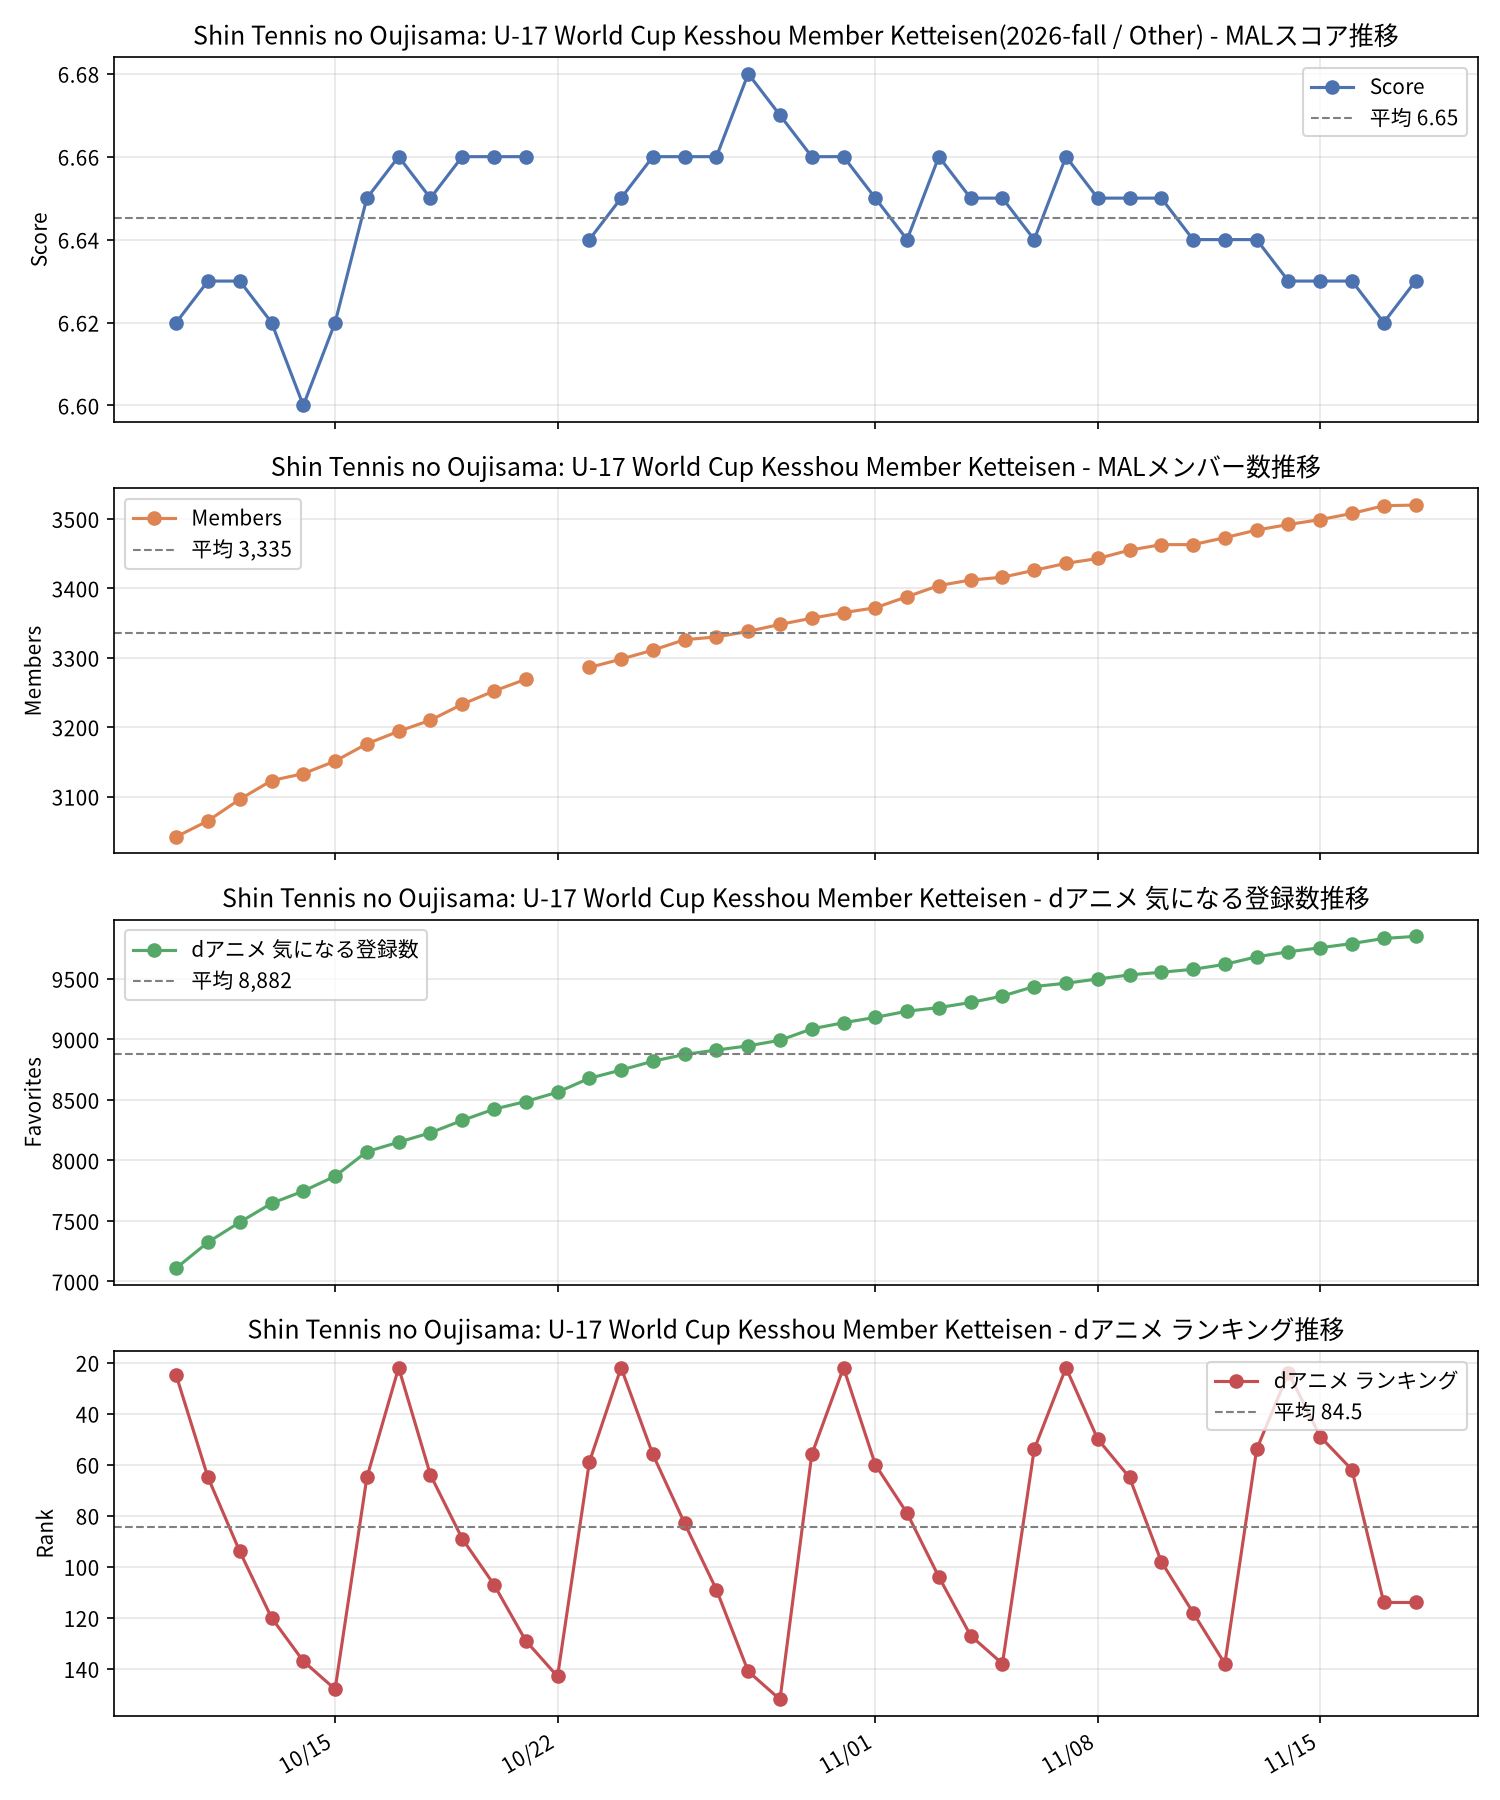 Shin Tennis no Oujisama: U-17 World Cup Kesshou Member Ketteisen(2026-fall / Other) - MALスコア推移
6.68
6.66
6.64
6.62
6.60
Score
Score
平均 6.65
Shin Tennis no Oujisama: U-17 World Cup Kesshou Member Ketteisen - MALメンバー数推移
3500
3400
3300
3200
3100
Members
Members
平均 3,335
Shin Tennis no Oujisama: U-17 World Cup Kesshou Member Ketteisen - dアニメ 気になる登録数推移
9500
9000
8500
8000
7500
7000
Favorites
dアニメ 気になる登録数
平均 8,882
Shin Tennis no Oujisama: U-17 World Cup Kesshou Member Ketteisen - dアニメ ランキング推移
20
40
60
80
100
120
140
Rank
dアニメ ランキング
平均 84.5
10/15
10/22
11/01
11/08
11/15